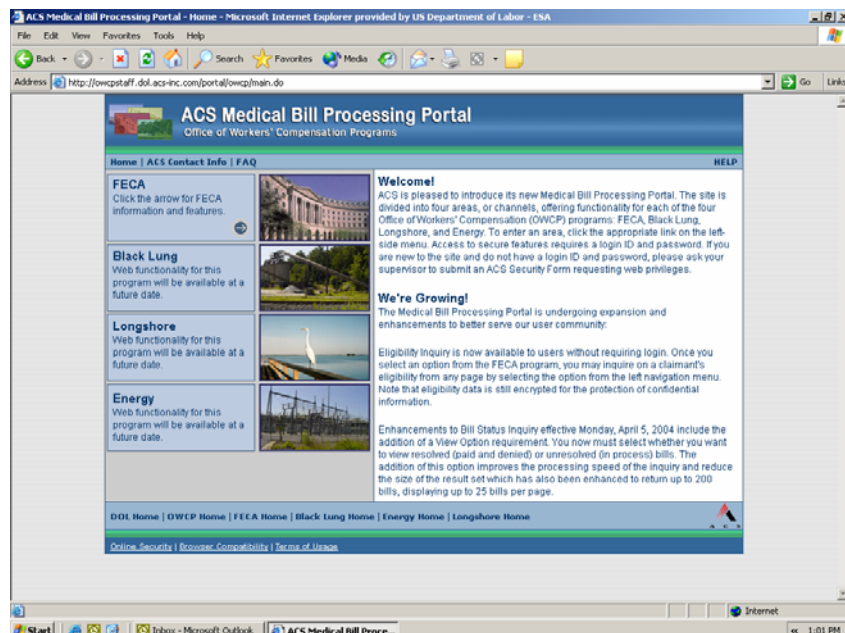 ACS Medical Bill Processing Portal - Home - Microsoft Internet Explorer provided by US Department of Labor - ESA
File Edit View Favorites Tools Help
Back Search Favorites Media
Address http://owcpstaff.dol.acs-inc.com/portal/owcp/main.do Go Links
ACS Medical Bill Processing Portal
Office of Workers' Compensation Programs
Home | ACS Contact Info | FAQ HELP
FECA
Click the arrow for FECA
information and features.
Black Lung
Web functionality for this
program will be available at a
future date.
Longshore
Web functionality for this
program will be available at a
future date.
Energy
Web functionality for this
program will be available at a
future date.
Welcome!
ACS is pleased to introduce its new Medical Bill Processing Portal. The site is
divided into four areas, or channels, offering functionality for each of the four
Office of Workers' Compensation (OWCP) programs: FECA, Black Lung,
Longshore, and Energy. To enter an area, click the appropriate link on the left-
side menu. Access to secure features requires a login ID and password. If you
are new to the site and do not have a login ID and password, please ask your
supervisor to submit an ACS Security Form requesting web privileges.
We're Growing!
The Medical Bill Processing Portal is undergoing expansion and
enhancements to better serve our user community:
Eligibility Inquiry is now available to users without requiring login. Once you
select an option from the FECA program, you may inquire on a claimant's
eligibility from any page by selecting the option from the left navigation menu.
Note that eligibility data is still encrypted for the protection of confidential
information.
Enhancements to Bill Status Inquiry effective Monday, April 5, 2004 include the
addition of a View Option requirement. You now must select whether you want
to view resolved (paid and denied) or unresolved (in process) bills. The
addition of this option improves the processing speed of the inquiry and reduce
the size of the result set which has also been enhanced to return up to 200
bills, displaying up to 25 bills per page.
DOL Home | OWCP Home | FECA Home | Black Lung Home | Energy Home | Longshore Home
A C S
Online Security | Browser Compatibility | Terms of Usage
Internet
Start Inbox - Microsoft Outlook ACS Medical Bill Proce... 1:01 PM